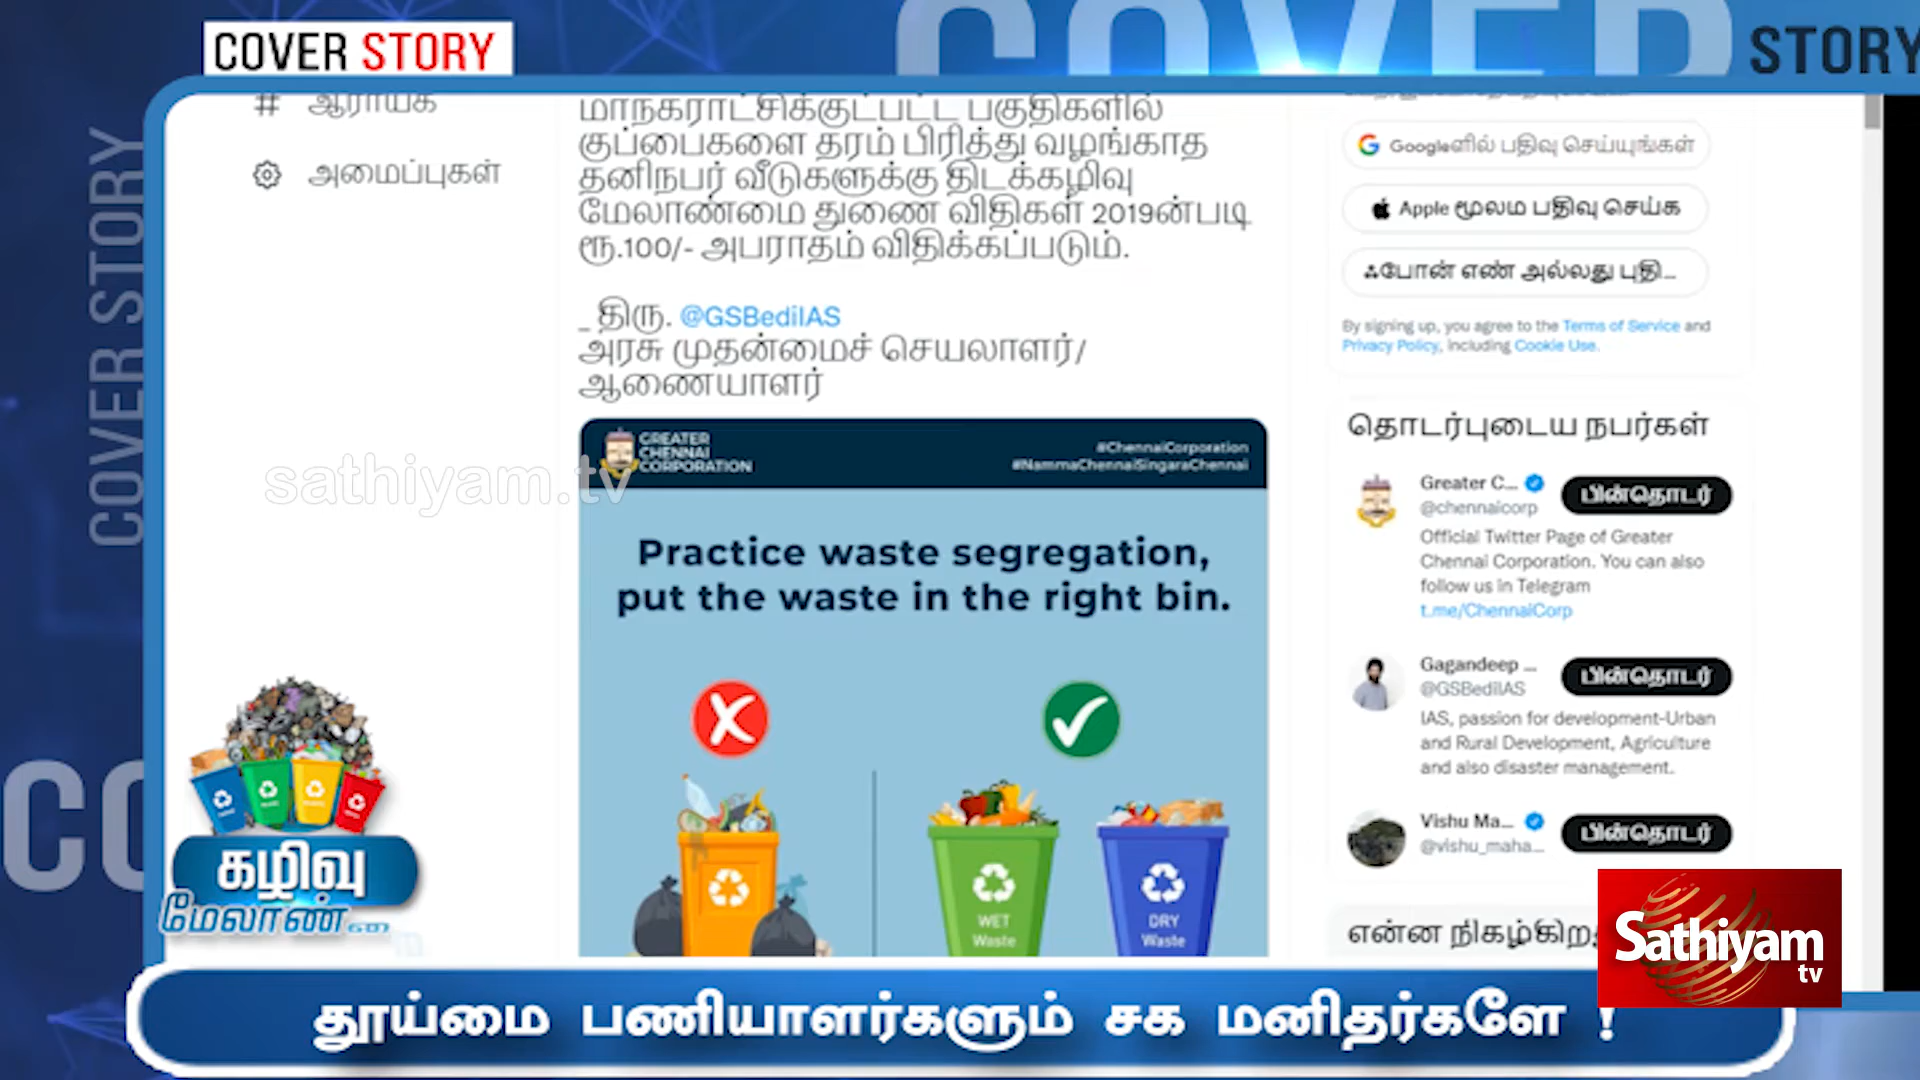 COVER STORY
COVER
STORY
COVER STORY
# ஆராய்க
அமைப்புகள்
மாநகராட்சிக்குட்பட்ட பகுதிகளில்
குப்பைகளை தரம் பிரித்து வழங்காத
தனிநபர் வீடுகளுக்கு திடக்கழிவு
மேலாண்மை துணை விதிகள் 2019ன்படி
ரூ.100/- அபராதம் விதிக்கப்படும்.
_ திரு. @GSBediIAS
அரசு முதன்மைச் செயலாளர்/
ஆணையாளர்
GREATER
CHENNAI
CORPORATION
#ChennaiCorporation
#NammaChennaiSingaraChennai
sathiyam.tv
Practice waste segregation,
put the waste in the right bin.
WET
Waste
DRY
Waste
Googleளில் பதிவு செய்யுங்கள்
Apple மூலம பதிவு செய்க
ஃபோன் எண் அல்லது புதி...
By signing up, you agree to the Terms of Service and
Privacy Policy, including Cookie Use.
தொடர்புடைய நபர்கள்
Greater C...
@chennaicorp
பின்தொடர்
Official Twitter Page of Greater
Chennai Corporation. You can also
follow us in Telegram
t.me/ChennaiCorp
Gagandeep ...
@GSBediIAS
பின்தொடர்
IAS, passion for development-Urban
and Rural Development, Agriculture
and also disaster management.
Vishu Ma...
@vishu_maha...
பின்தொடர்
என்ன நிகழ்கிற
கழிவு
மேலாண்மை
Sathiyam
tv
தூய்மை பணியாளர்களும் சக மனிதர்களே !